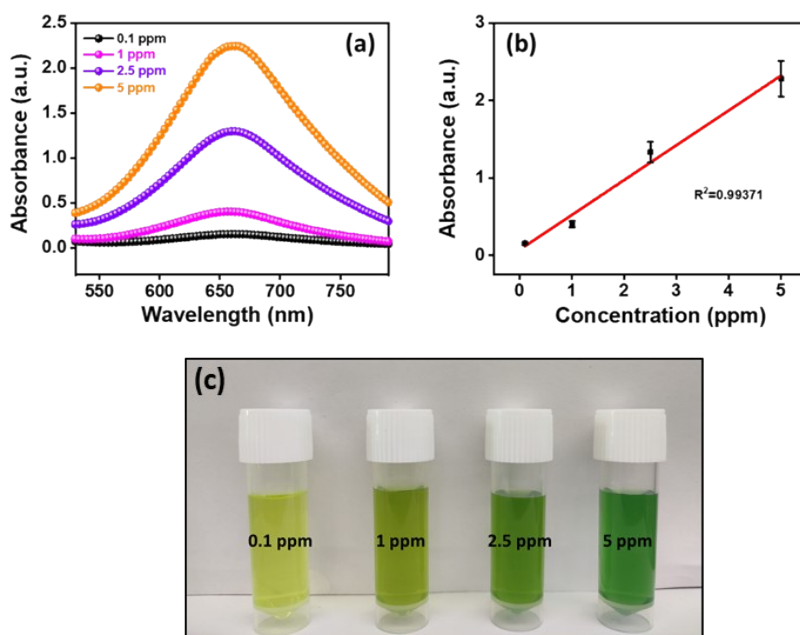 (a)
0.1 ppm
1 ppm
2.5 ppm
5 ppm
2.5
2.0
1.5
1.0
0.5
0.0
Absorbance (a.u.)
550 600 650 700 750
Wavelength (nm)
(b)
3
2
1
0
Absorbance (a.u.)
R²=0.99371
0 1 2 3 4 5
Concentration (ppm)
(c)
0.1 ppm 1 ppm 2.5 ppm 5 ppm